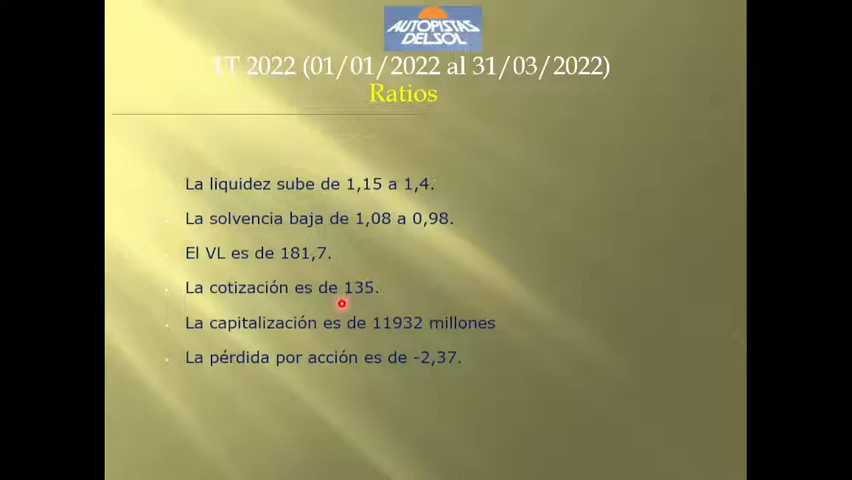 AUTOPISTAS
DEL SOL
1T 2022 (01/01/2022 al 31/03/2022)
Ratios
La liquidez sube de 1,15 a 1,4.
La solvencia baja de 1,08 a 0,98.
El VL es de 181,7.
La cotización es de 135.
La capitalización es de 11932 millones
La pérdida por acción es de -2,37.